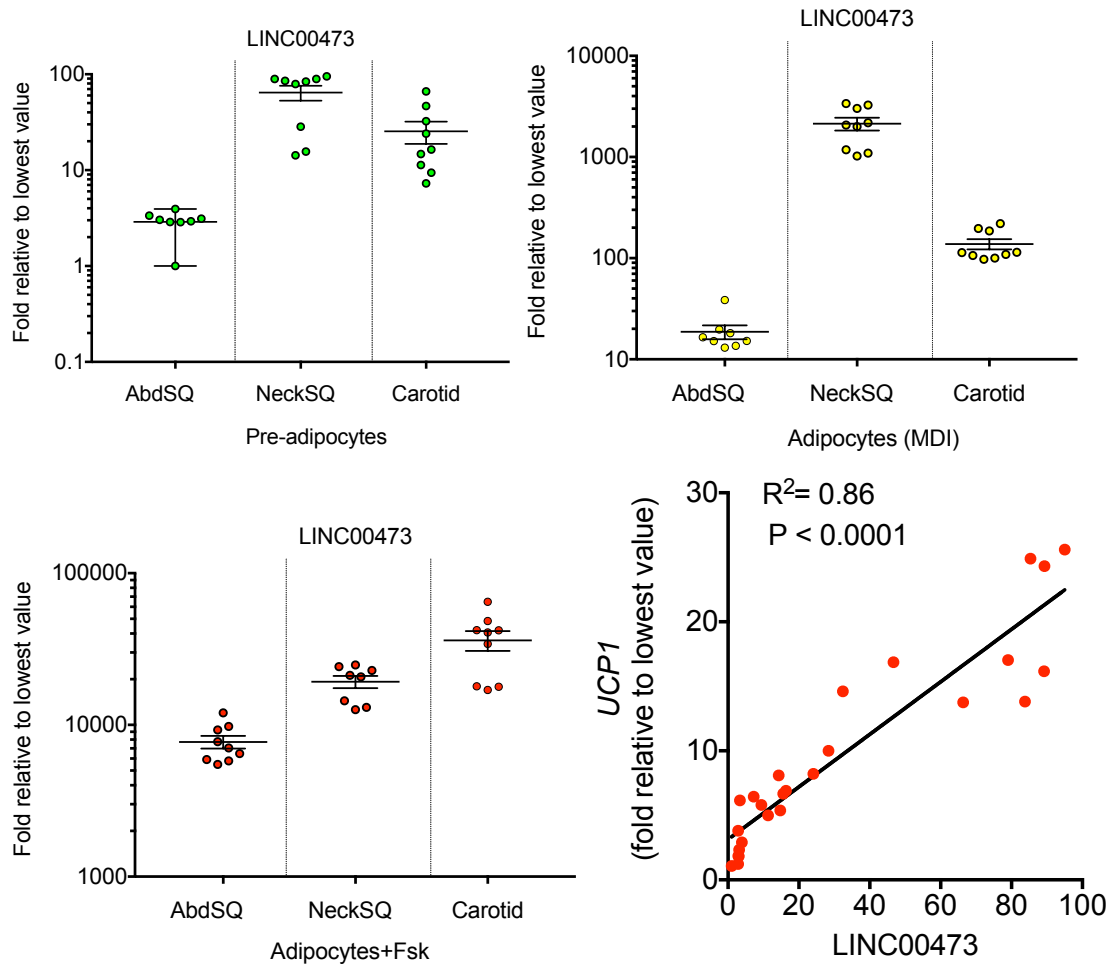 LINC00473
Fold relative to lowest value
100
10
1
0.1
AbdSQ NeckSQ Carotid
Pre-adipocytes
LINC00473
Fold relative to lowest value
10000
1000
100
10
AbdSQ NeckSQ Carotid
Adipocytes (MDI)
LINC00473
Fold relative to lowest value
100000
10000
1000
AbdSQ NeckSQ Carotid
Adipocytes+Fsk
R²= 0.86
P < 0.0001
UCP1
(fold relative to lowest value)
30
20
10
0
0 20 40 60 80 100
LINC00473